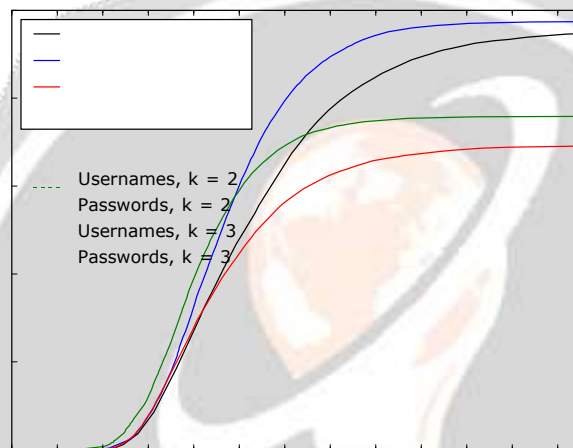 Usernames, k = 2
Passwords, k = 2
Usernames, k = 3
Passwords, k = 3